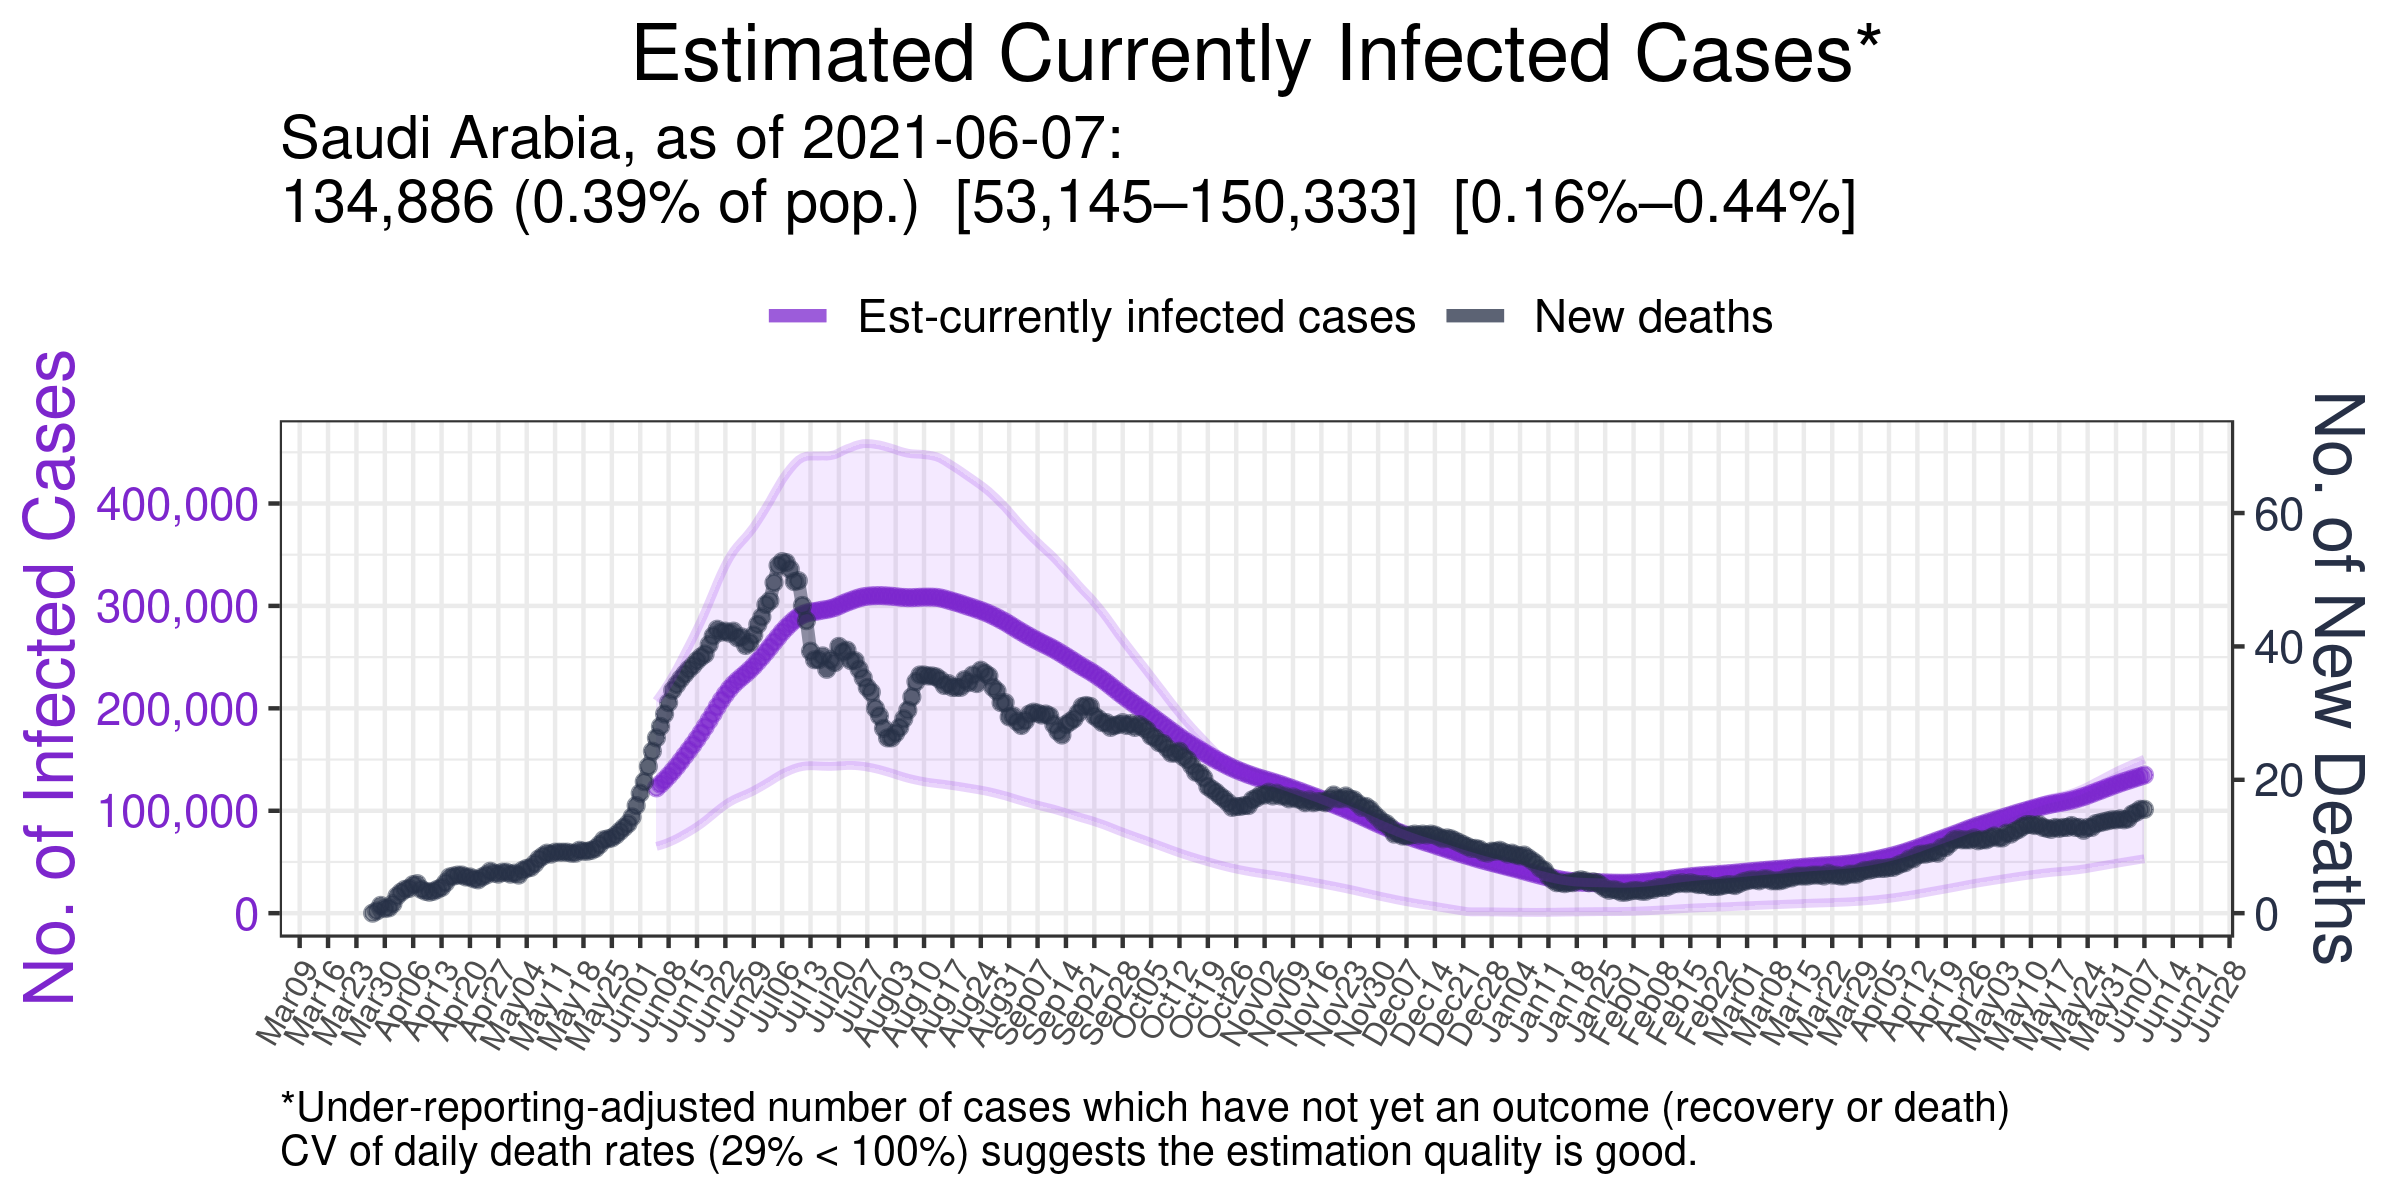 Estimated Currently Infected Cases*
Saudi Arabia, as of 2021-06-07:
134,886 (0.39% of pop.) [53,145–150,333] [0.16%–0.44%]
Est-currently infected cases
New deaths
No. of Infected Cases
400,000
300,000
200,000
100,000
0
No. of New Deaths
60
40
20
0
Mar09
Mar16
Mar23
Mar30
Apr06
Apr13
Apr20
Apr27
May04
May11
May18
May25
Jun01
Jun08
Jun15
Jun22
Jun29
Jul06
Jul13
Jul20
Jul27
Aug03
Aug10
Aug17
Aug24
Aug31
Sep07
Sep14
Sep21
Sep28
Oct05
Oct12
Oct19
Oct26
Nov02
Nov09
Nov16
Nov23
Nov30
Dec07
Dec14
Dec21
Dec28
Jan04
Jan11
Jan18
Jan25
Feb01
Feb08
Feb15
Feb22
Mar01
Mar08
Mar15
Mar22
Mar29
Apr05
Apr12
Apr19
Apr26
May03
May10
May17
May24
May31
Jun07
Jun14
Jun21
Jun28
*Under-reporting-adjusted number of cases which have not yet an outcome (recovery or death)
CV of daily death rates (29% < 100%) suggests the estimation quality is good.